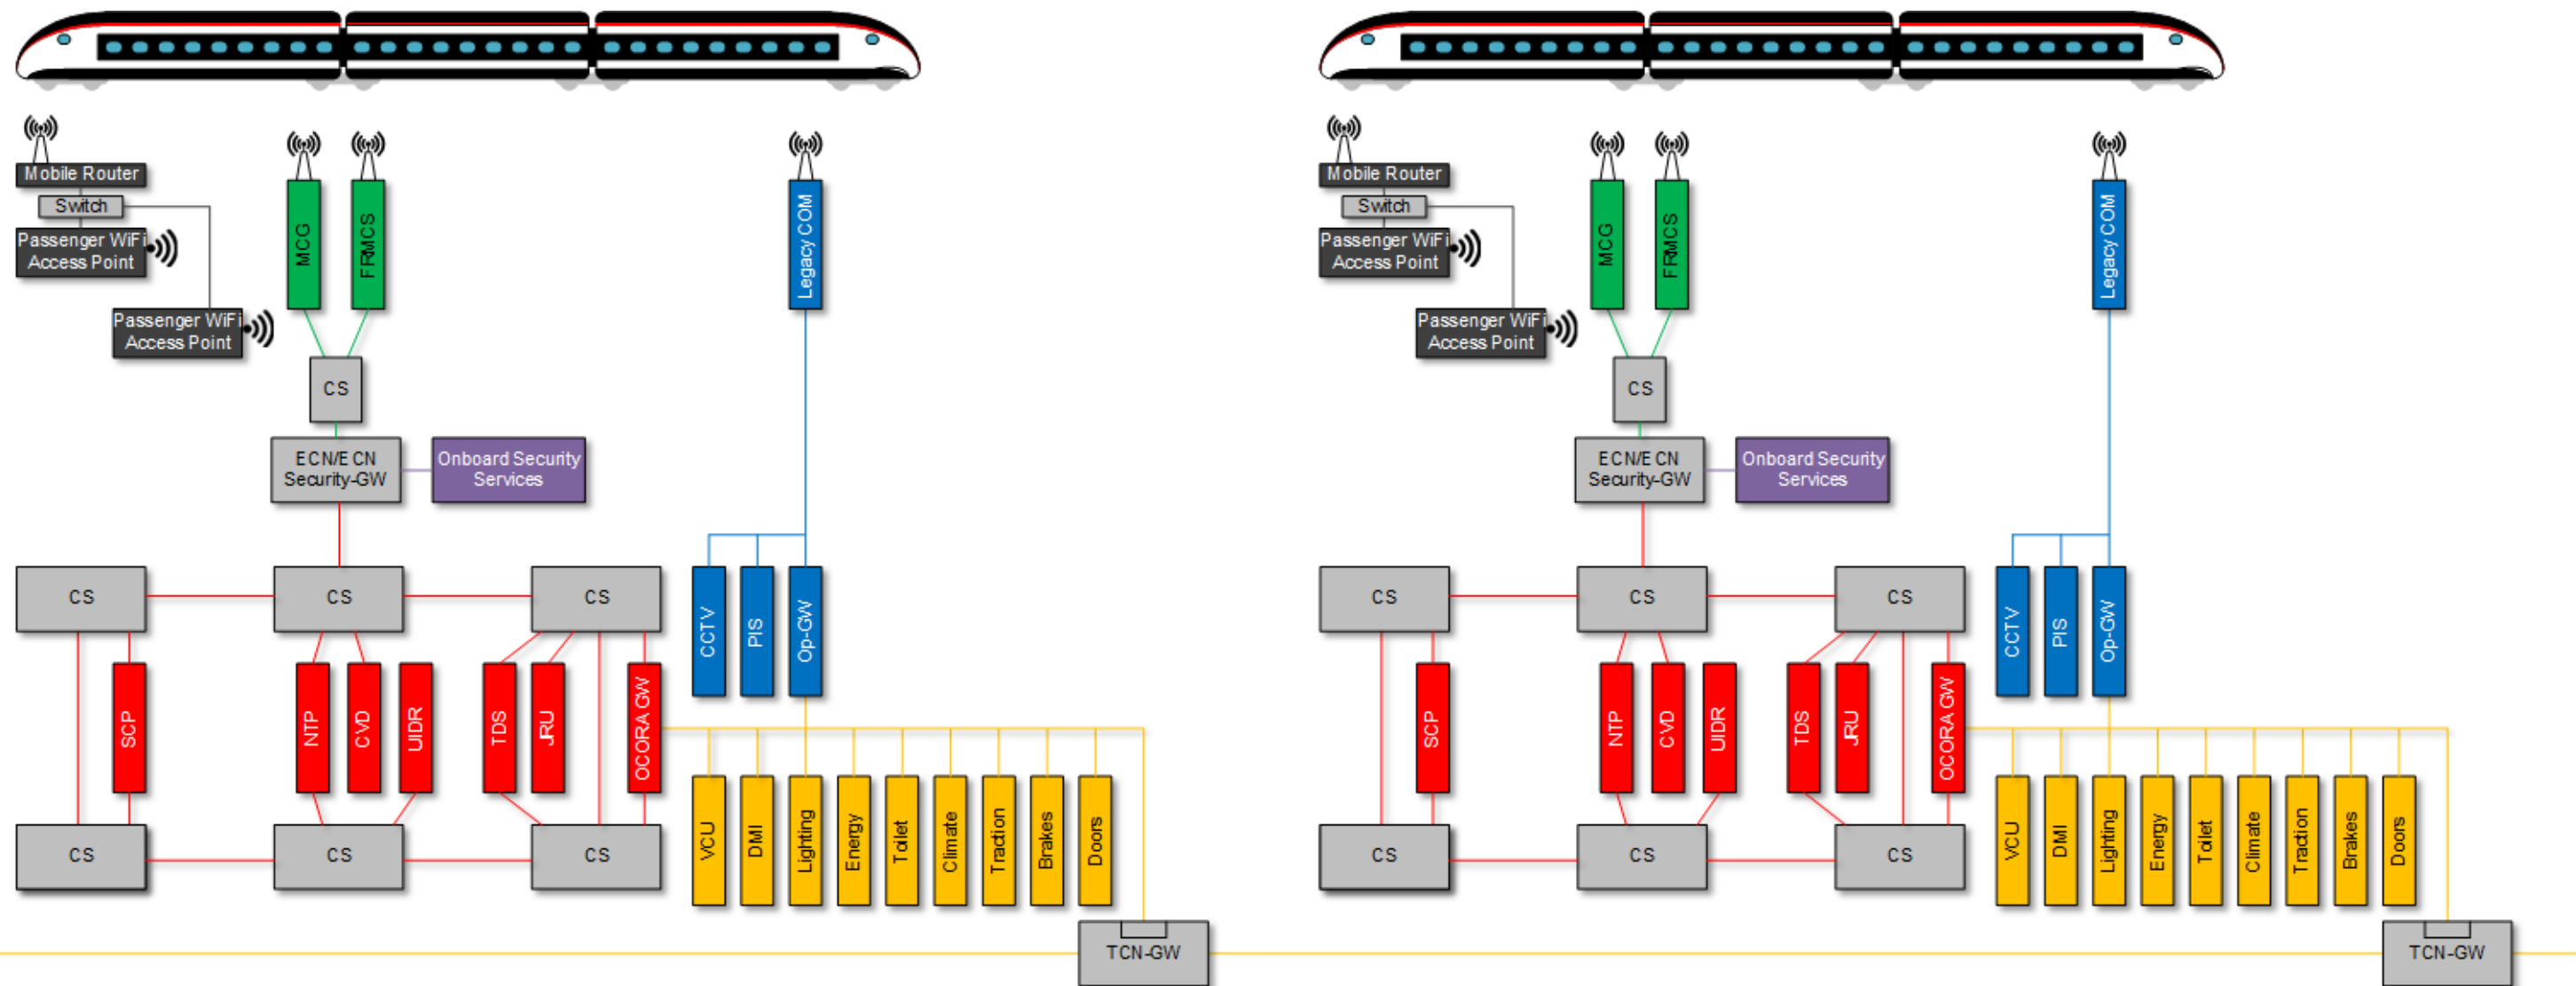 Mobile Router
Switch
Passenger WiFi
Access Point
Passenger WiFi
Access Point
MCG
FRMCS
Legacy COM
CS
ECN/ECN
Security-GW
Onboard Security
Services
CS
CS
CS
CCTV
PIS
Op-GW
SCP
NTP
CVD
UIDR
TDS
JRU
OCORA GW
CS
CS
CS
VCU
DMI
Lighting
Energy
Toilet
Climate
Traction
Brakes
Doors
TCN-GW
Mobile Router
Switch
Passenger WiFi
Access Point
Passenger WiFi
Access Point
MCG
FRMCS
Legacy COM
CS
ECN/ECN
Security-GW
Onboard Security
Services
CS
CS
CS
CCTV
PIS
Op-GW
SCP
NTP
CVD
UIDR
TDS
JRU
OCORA GW
CS
CS
CS
VCU
DMI
Lighting
Energy
Toilet
Climate
Traction
Brakes
Doors
TCN-GW